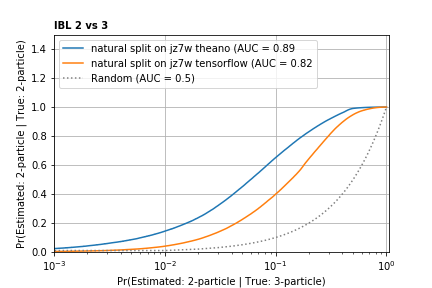 IBL 2 vs 3
Pr(Estimated: 2-particle | True: 2-particle)
1.4
1.2
1.0
0.8
0.6
0.4
0.2
0.0
natural split on jz7w theano (AUC = 0.89
natural split on jz7w tensorflow (AUC = 0.82
Random (AUC = 0.5)
10⁻³ 10⁻² 10⁻¹ 10⁰
Pr(Estimated: 2-particle | True: 3-particle)